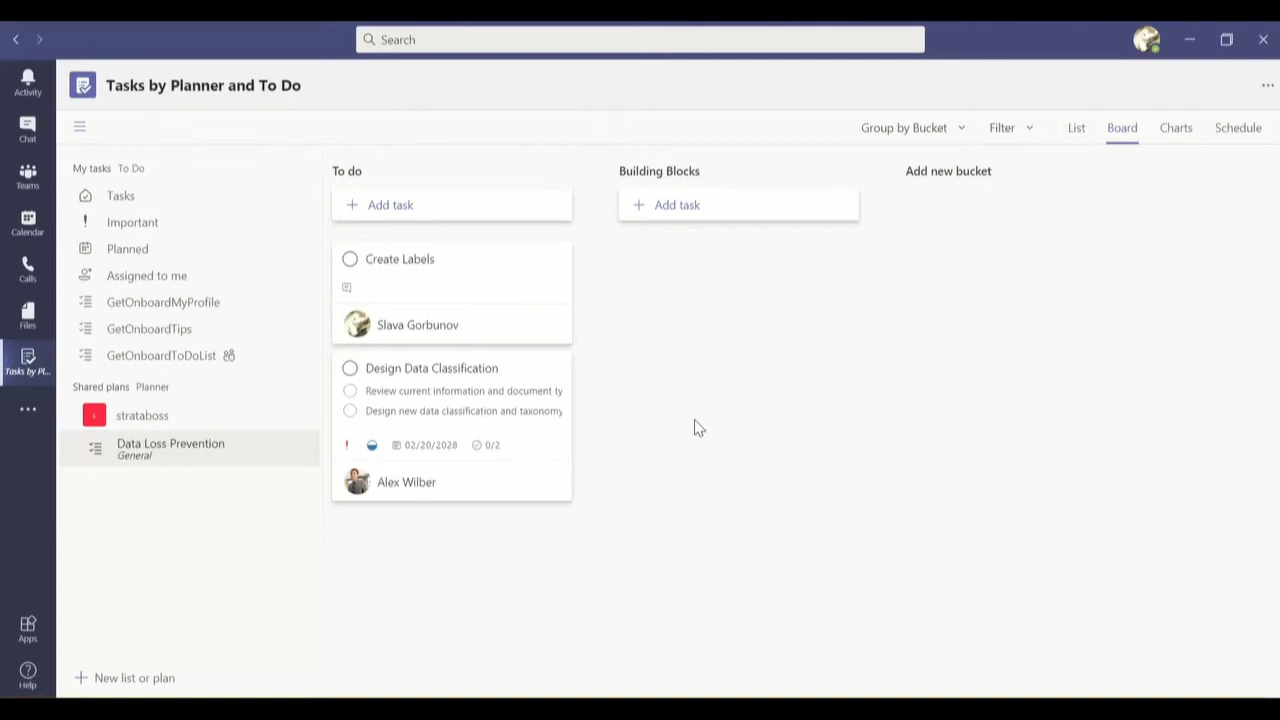 Search
Activity
Chat
Teams
Calendar
Calls
Files
Tasks by Pl...
Apps
Help
Tasks by Planner and To Do
Group by Bucket
Filter
List
Board
Charts
Schedule
My tasks To Do
Tasks
Important
Planned
Assigned to me
GetOnboardMyProfile
GetOnboardTips
GetOnboardToDoList
Shared plans Planner
strataboss
Data Loss Prevention
General
New list or plan
To do
Add task
Create Labels
Slava Gorbunov
Design Data Classification
Review current information and document ty
Design new data classification and taxonomy
02/20/2028
0/2
Alex Wilber
Building Blocks
Add task
Add new bucket